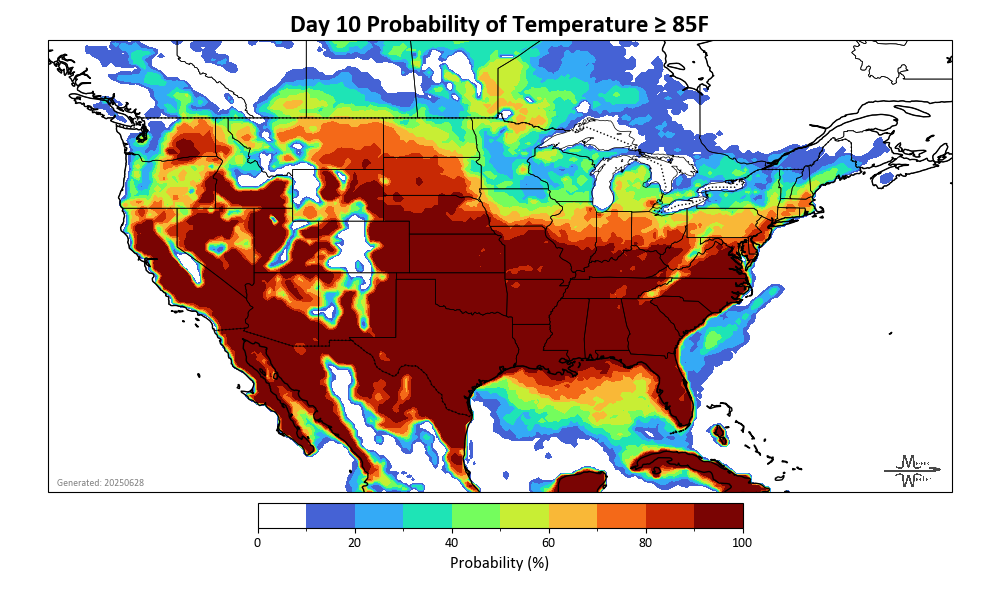 Day 10 Probability of Temperature ≥ 85F
Generated: 20250628
0 20 40 60 80 100
Probability (%)